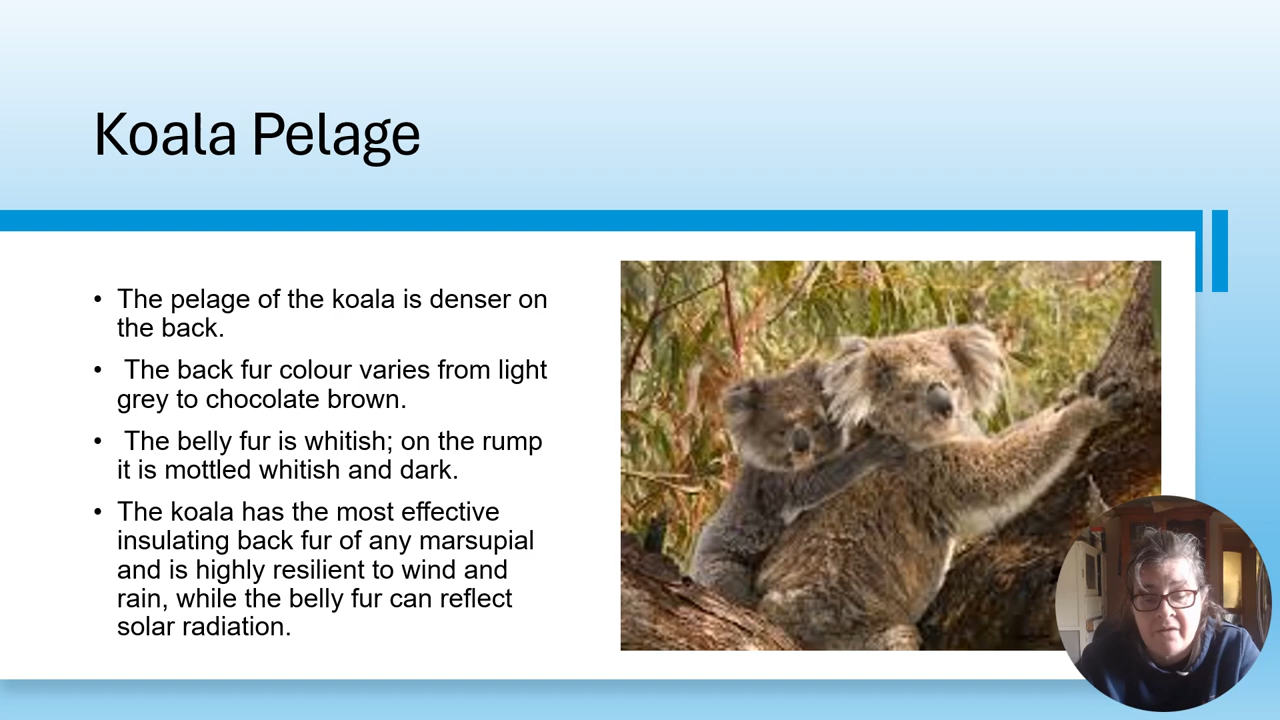 Koala Pelage
• The pelage of the koala is denser on
the back.
• The back fur colour varies from light
grey to chocolate brown.
• The belly fur is whitish; on the rump
it is mottled whitish and dark.
• The koala has the most effective
insulating back fur of any marsupial
and is highly resilient to wind and
rain, while the belly fur can reflect
solar radiation.